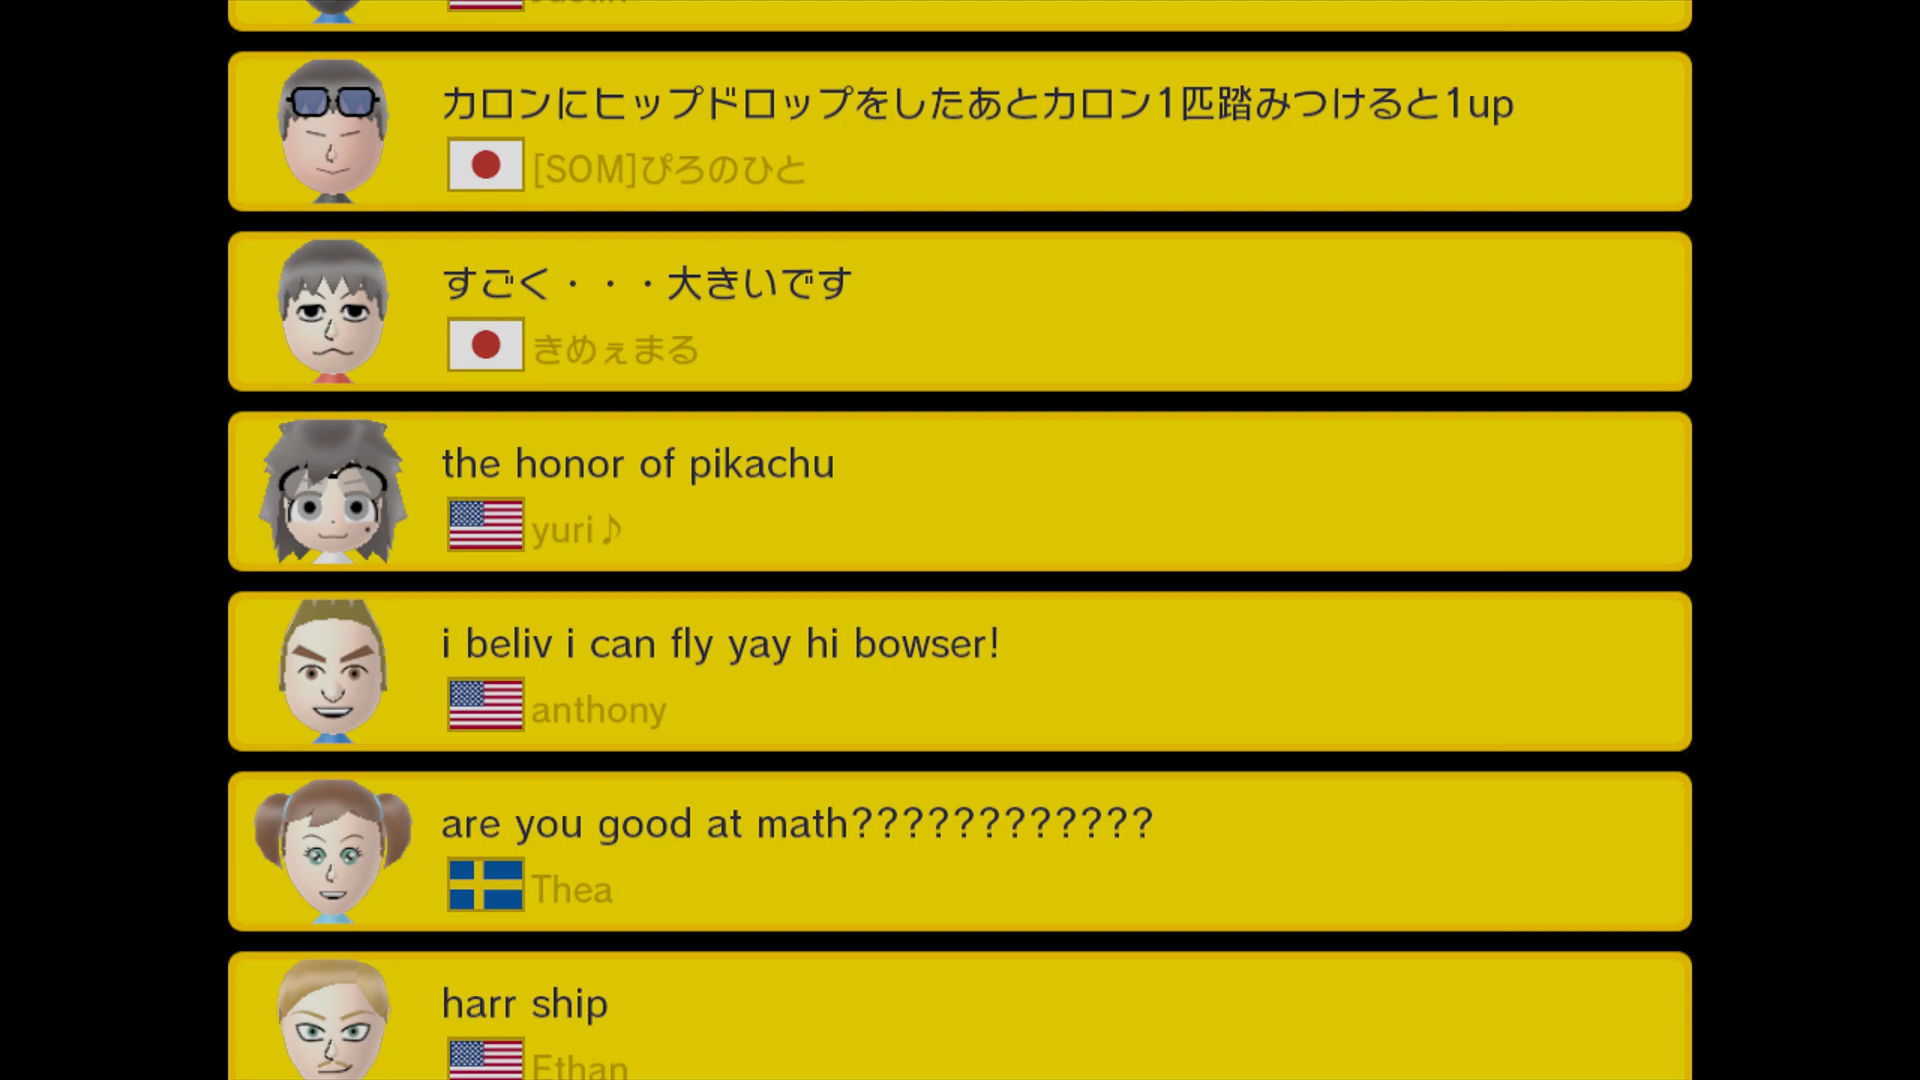 Justin
カロンにヒップドロップをしたあとカロン1匹踏みつけると1up
[SOM]ぴろのひと
すごく・・・大きいです
きめぇまる
the honor of pikachu
yuri♪
i beliv i can fly yay hi bowser!
anthony
are you good at math????????????
Thea
harr ship
Ethan